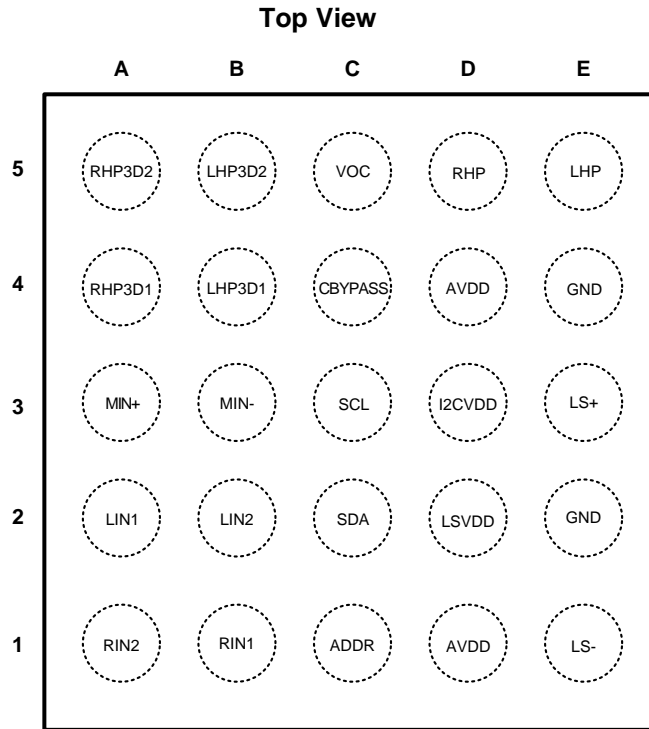 Top View
A B C D E
5 RHP3D2 LHP3D2 VOC RHP LHP
4 RHP3D1 LHP3D1 CBYPASS AVDD GND
3 MIN+ MIN- SCL I2CVDD LS+
2 LIN1 LIN2 SDA LSVDD GND
1 RIN2 RIN1 ADDR AVDD LS-